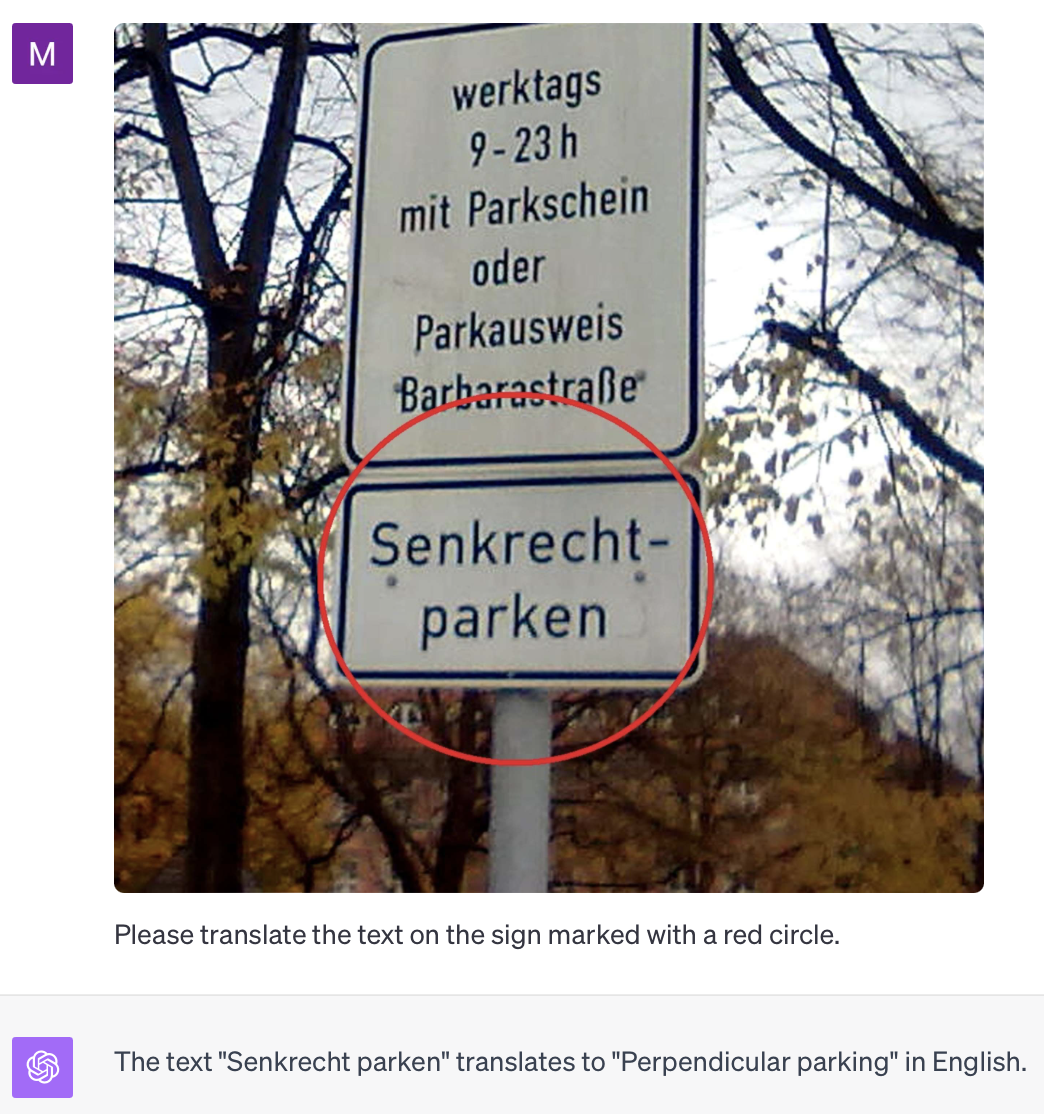 M
werktags
9-23 h
mit Parkschein
oder
Parkausweis
"Barbarastraße"
Senkrecht-
parken
Please translate the text on the sign marked with a red circle.
The text "Senkrecht parken" translates to "Perpendicular parking" in English.